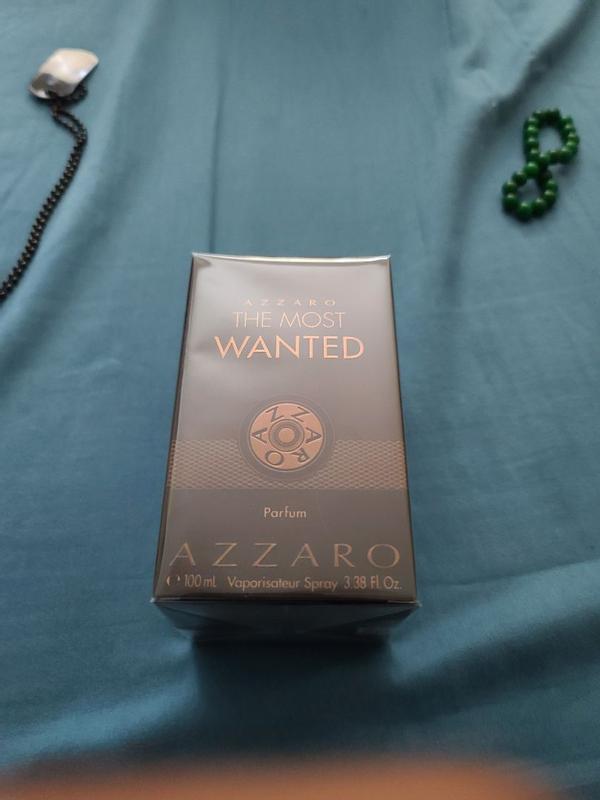 AZZARO
THE MOST
WANTED
AZZARO
Parfum
AZZARO
℮ 100 mL Vaporisateur Spray 3.38 Fl. Oz.